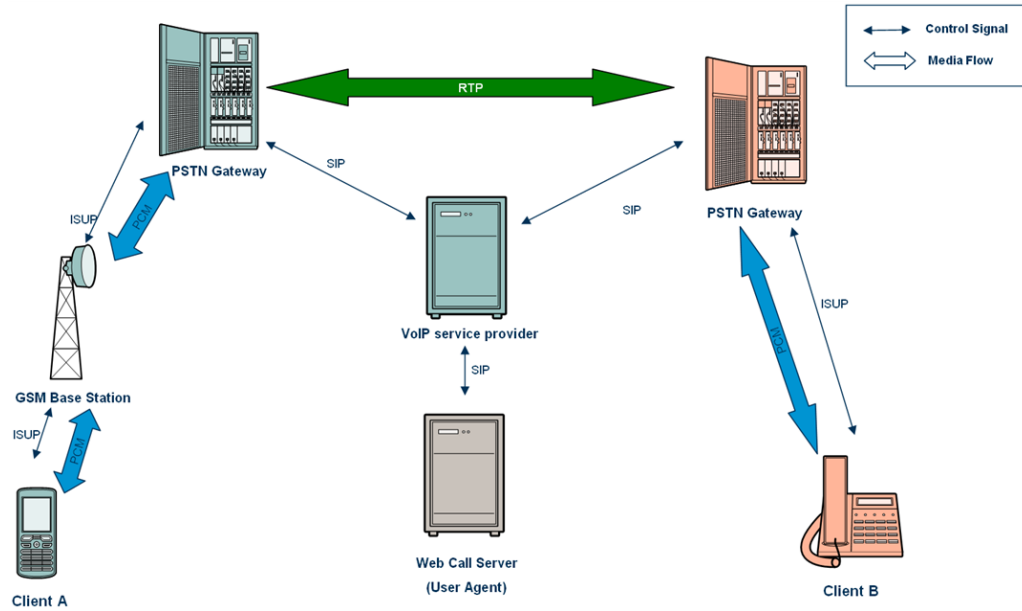 Control Signal
Media Flow
RTP
PSTN Gateway
SIP
PSTN Gateway
SIP
ISUP
PCM
VoIP service provider
ISUP
PCM
SIP
GSM Base Station
ISUP
PCM
Web Call Server
(User Agent)
Client A
Client B